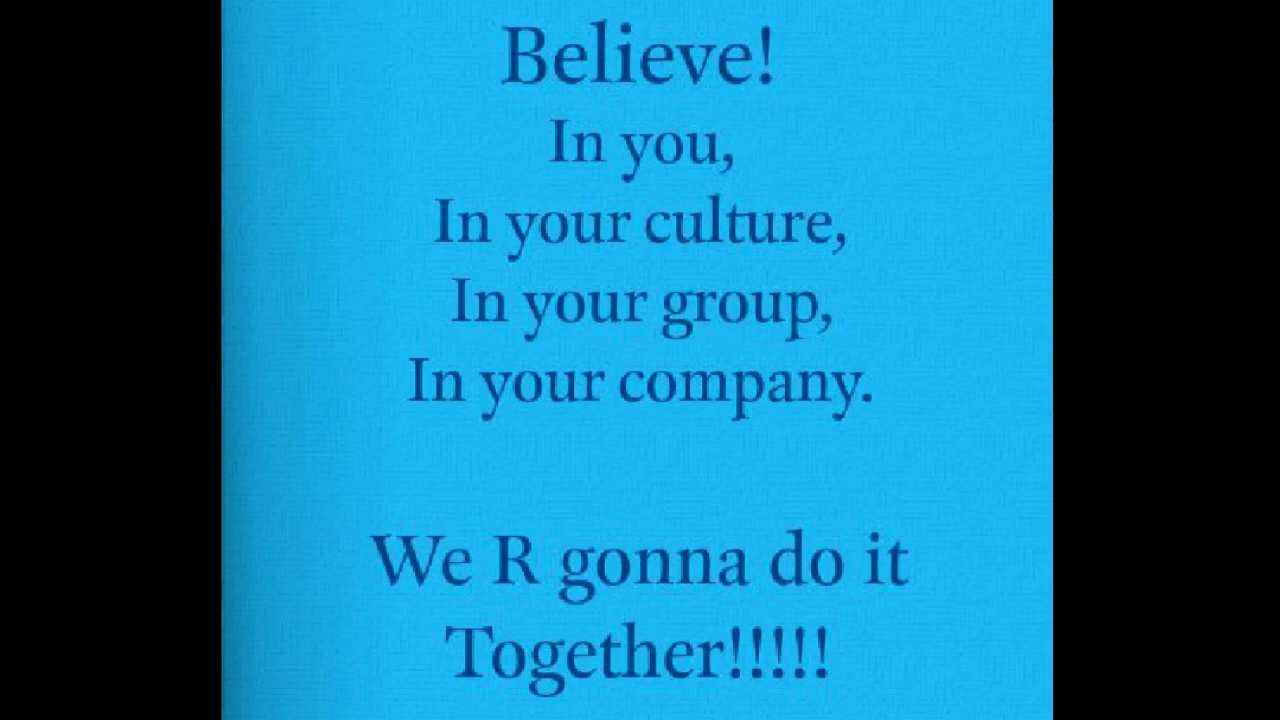 Believe!
In you,
In your culture,
In your group,
In your company.
We R gonna do it
Together!!!!!